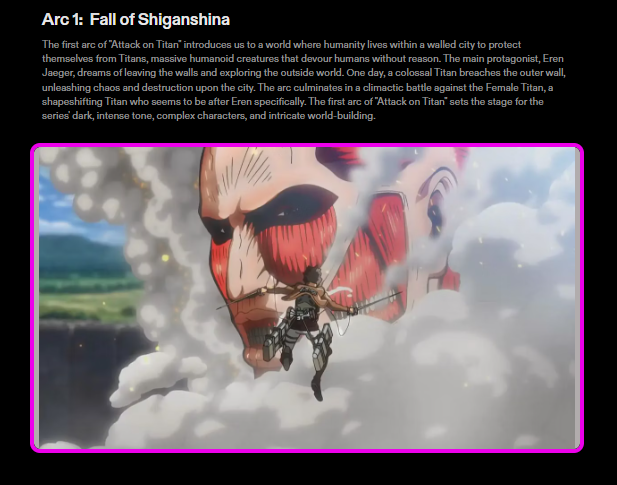 Arc 1:  Fall of Shiganshina
The first arc of "Attack on Titan" introduces us to a world where humanity lives within a walled city to protect
themselves from Titans, massive humanoid creatures that devour humans without reason. The main protagonist, Eren
Jaeger, dreams of leaving the walls and exploring the outside world. One day, a colossal Titan breaches the outer wall,
unleashing chaos and destruction upon the city. The arc culminates in a climactic battle against the Female Titan, a
shapeshifting Titan who seems to be after Eren specifically. The first arc of "Attack on Titan" sets the stage for the
series' dark, intense tone, complex characters, and intricate world-building.